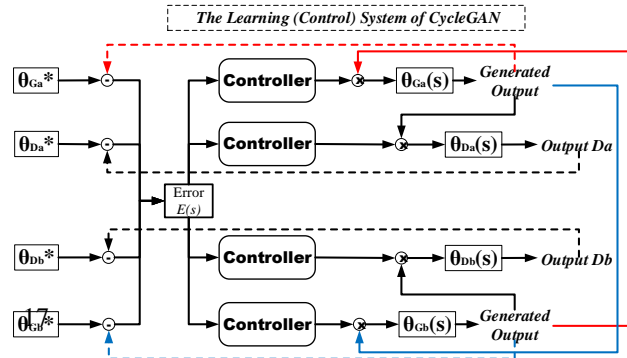 The Learning (Control) System of CycleGAN
θGa*
-
Controller
x
θGa(s)
Generated
Output
θDa*
-
Controller
x
θDa(s)
Output Da
Error
E(s)
θDb*
-
Controller
x
θDb(s)
Output Db
θGb*
17
-
Controller
x
θGb(s)
Generated
Output